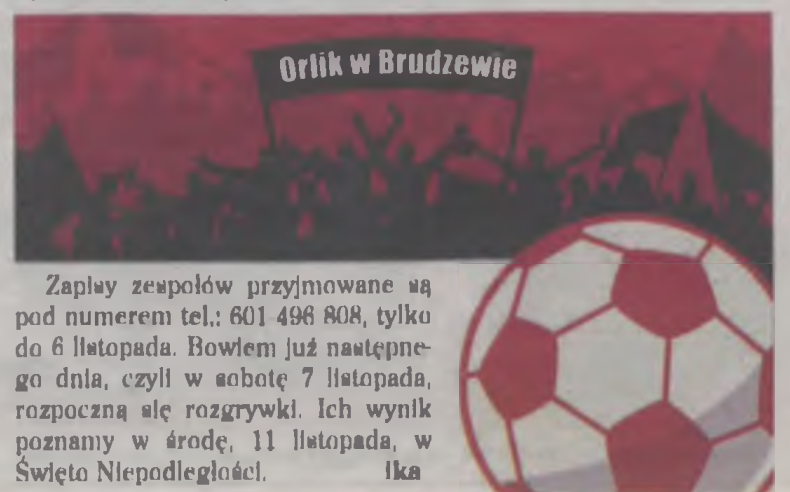 Orlik w Brudzewie
Zapisy zespołów przyjmowane są
pod numerem tel.: 601 496 808, tylko
do 6 listopada. Bowiem już następne-
go dnia, czyli w sobotę 7 listopada,
rozpoczną się rozgrywki. Ich wynik
poznamy w środę, 11 listopada, w
Święto Niepodległości. ika